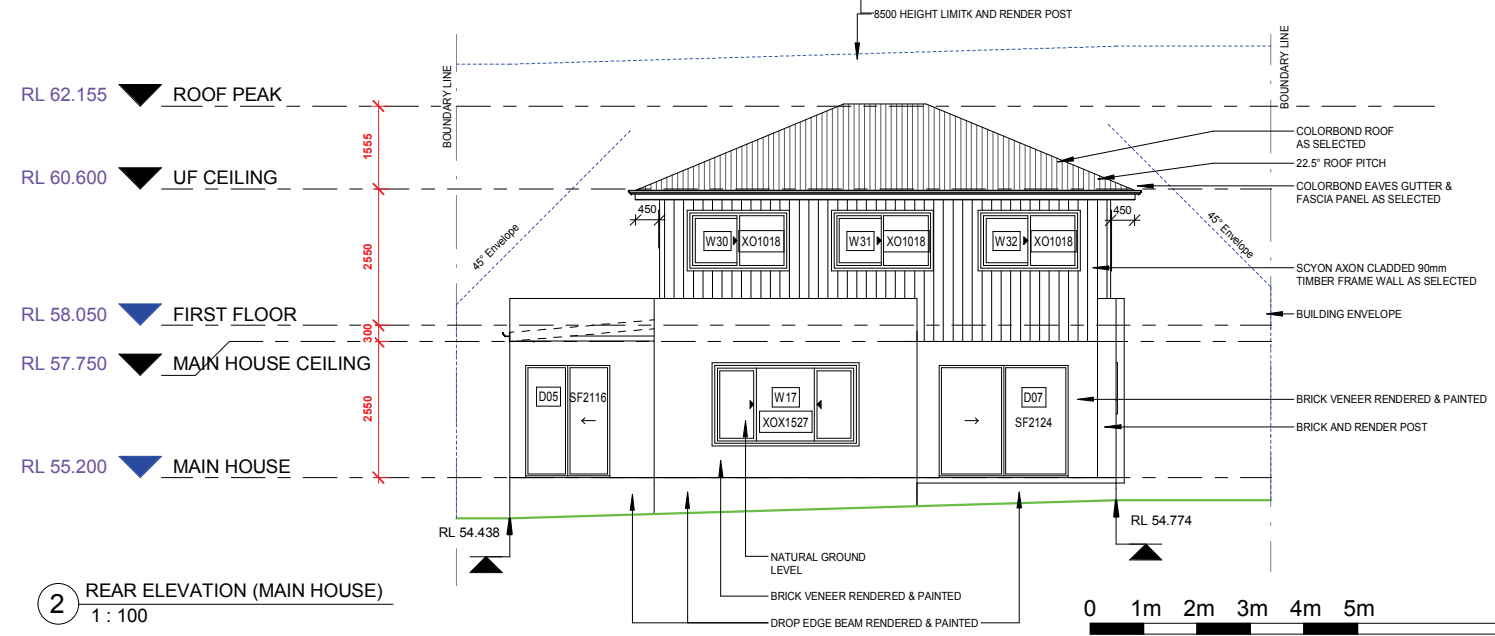 8500 HEIGHT LIMITK AND RENDER POST
BOUNDARY LINE
BOUNDARY LINE
RL 62.155 ROOF PEAK
1555
COLORBOND ROOF
AS SELECTED
22.5° ROOF PITCH
RL 60.600 UF CEILING
COLORBOND EAVES GUTTER &
FASCIA PANEL AS SELECTED
450
450
45° Envelope
45° Envelope
W30 XO1018
W31 XO1018
W32 XO1018
2550
SCYON AXON CLADDED 90mm
TIMBER FRAME WALL AS SELECTED
RL 58.050 FIRST FLOOR
BUILDING ENVELOPE
300
RL 57.750 MAIN HOUSE CEILING
D05 SF2116
W17
XOX1527
D07
SF2124
2550
BRICK VENEER RENDERED & PAINTED
BRICK AND RENDER POST
RL 55.200 MAIN HOUSE
RL 54.438
RL 54.774
NATURAL GROUND
LEVEL
BRICK VENEER RENDERED & PAINTED
DROP EDGE BEAM RENDERED & PAINTED
2 REAR ELEVATION (MAIN HOUSE)
1 : 100
0 1m 2m 3m 4m 5m